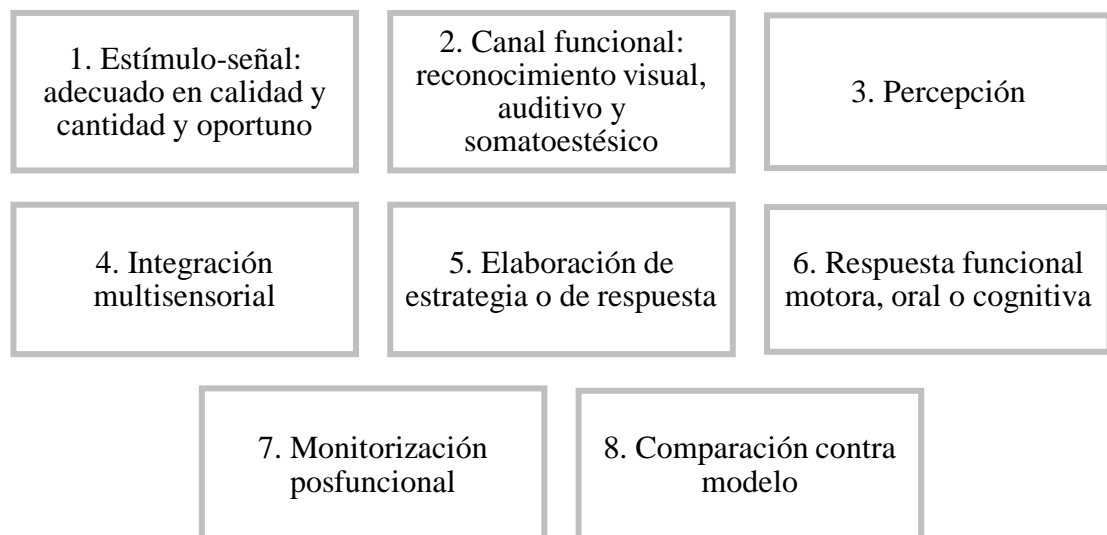 1. Estímulo-señal:
adecuado en calidad y
cantidad y oportuno
2. Canal funcional:
reconocimiento visual,
auditivo y
somatoestésico
3. Percepción
4. Integración
multisensorial
5. Elaboración de
estrategia o de respuesta
6. Respuesta funcional
motora, oral o cognitiva
7. Monitorización
posfuncional
8. Comparación contra
modelo